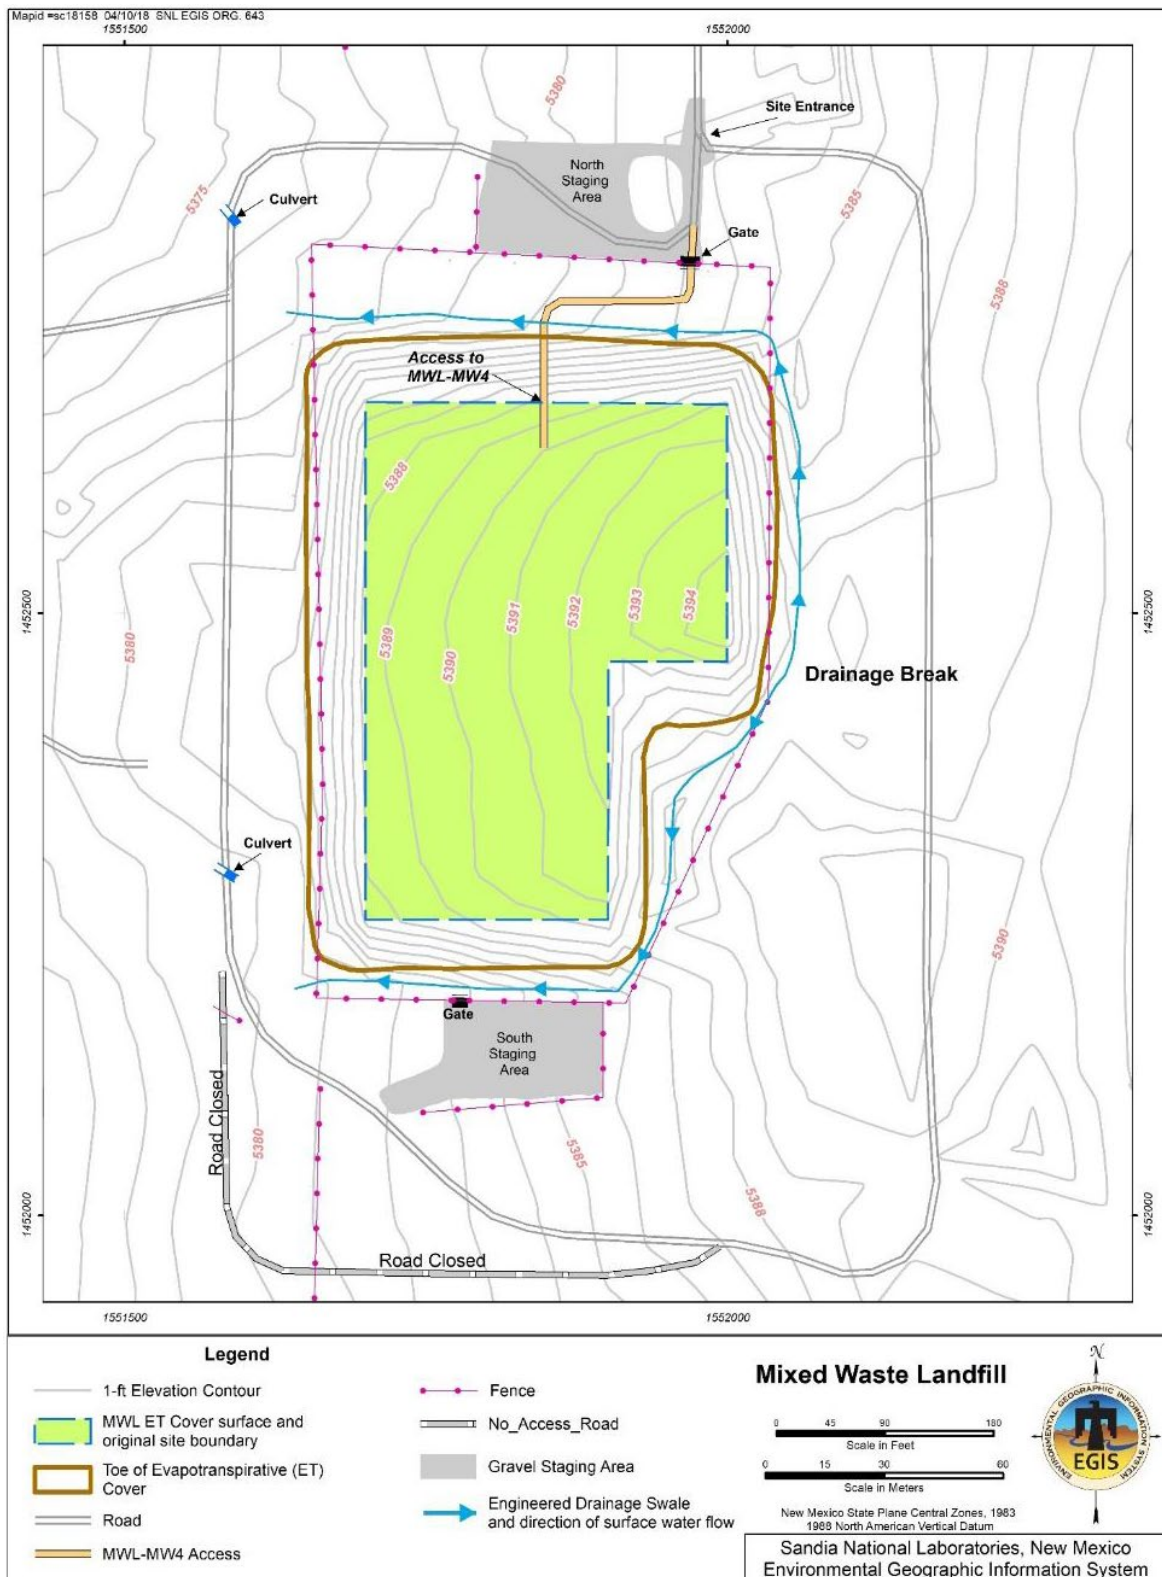 Mapid =sc18158 04/10/18 SNL EGIS ORG. 643
1551500
1552000
5380
Site Entrance
North
Staging
Area
5375
Culvert
5385
Gate
5388
Access to
MWL-MW4
5388
1452500
1452500
5380
5389
5390
5391
5392
5393
5394
Drainage Break
Culvert
5390
Gate
South
Staging
Area
Road Closed
5380
5385
5388
1452000
1452000
Road Closed
1551500
1552000
Legend
1-ft Elevation Contour
MWL ET Cover surface and
original site boundary
Toe of Evapotranspirative (ET)
Cover
Road
MWL-MW4 Access
Fence
No_Access_Road
Gravel Staging Area
Engineered Drainage Swale
and direction of surface water flow
Mixed Waste Landfill
0 45 90 180
Scale in Feet
0 15 30 60
Scale in Meters
New Mexico State Plane Central Zones, 1983
1988 North American Vertical Datum
N
ENVIRONMENTAL GEOGRAPHIC INFORMATION SYSTEM
EGIS
Sandia National Laboratories, New Mexico
Environmental Geographic Information System